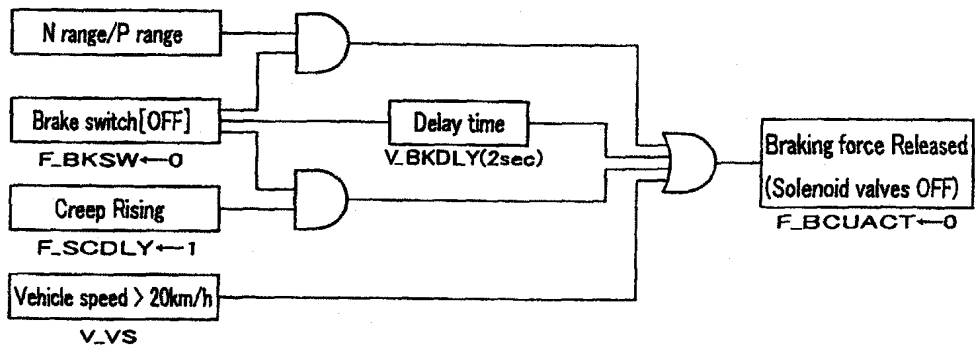 N range/P range
Brake switch[OFF]
F_BKSW←0
Delay time
V_BKDLY(2sec)
Creep Rising
F_SCDLY←1
Vehicle speed > 20km/h
V_VS
Braking force Released
(Solenoid valves OFF)
F_BCUACT←0